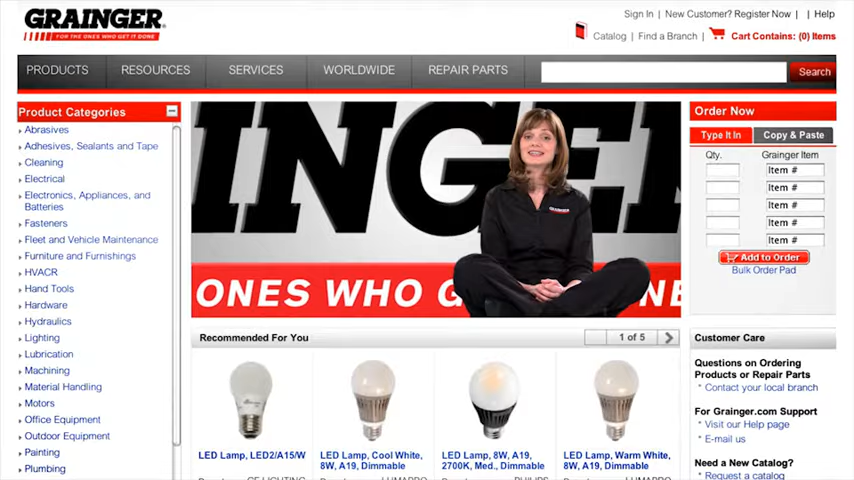 GRAINGER
FOR THE ONES WHO GET IT DONE
Sign In | New Customer? Register Now | | Help
Catalog | Find a Branch | Cart Contains: (0) Items
PRODUCTS RESOURCES SERVICES WORLDWIDE REPAIR PARTS Search
Product Categories
Abrasives
Adhesives, Sealants and Tape
Cleaning
Electrical
Electronics, Appliances, and
Batteries
Fasteners
Fleet and Vehicle Maintenance
Furniture and Furnishings
HVACR
Hand Tools
Hardware
Hydraulics
Lighting
Lubrication
Machining
Material Handling
Motors
Office Equipment
Outdoor Equipment
Painting
Plumbing
INGE
GRAINGER
ONES WHO G NE
Recommended For You 1 of 5
LED Lamp, LED2/A15/W
LED Lamp, Cool White,
8W, A19, Dimmable
LED Lamp, 8W, A19,
2700K, Med., Dimmable
LED Lamp, Warm White,
8W, A19, Dimmable
GE LIGHTING
LUMAPRO
PHILIPS
LUMAPRO
Order Now
Type It In Copy & Paste
Qty. Grainger Item
Item #
Item #
Item #
Item #
Item #
Add to Order
Bulk Order Pad
Customer Care
Questions on Ordering
Products or Repair Parts
* Contact your local branch
For Grainger.com Support
* Visit our Help page
* E-mail us
Need a New Catalog?
* Request a catalog